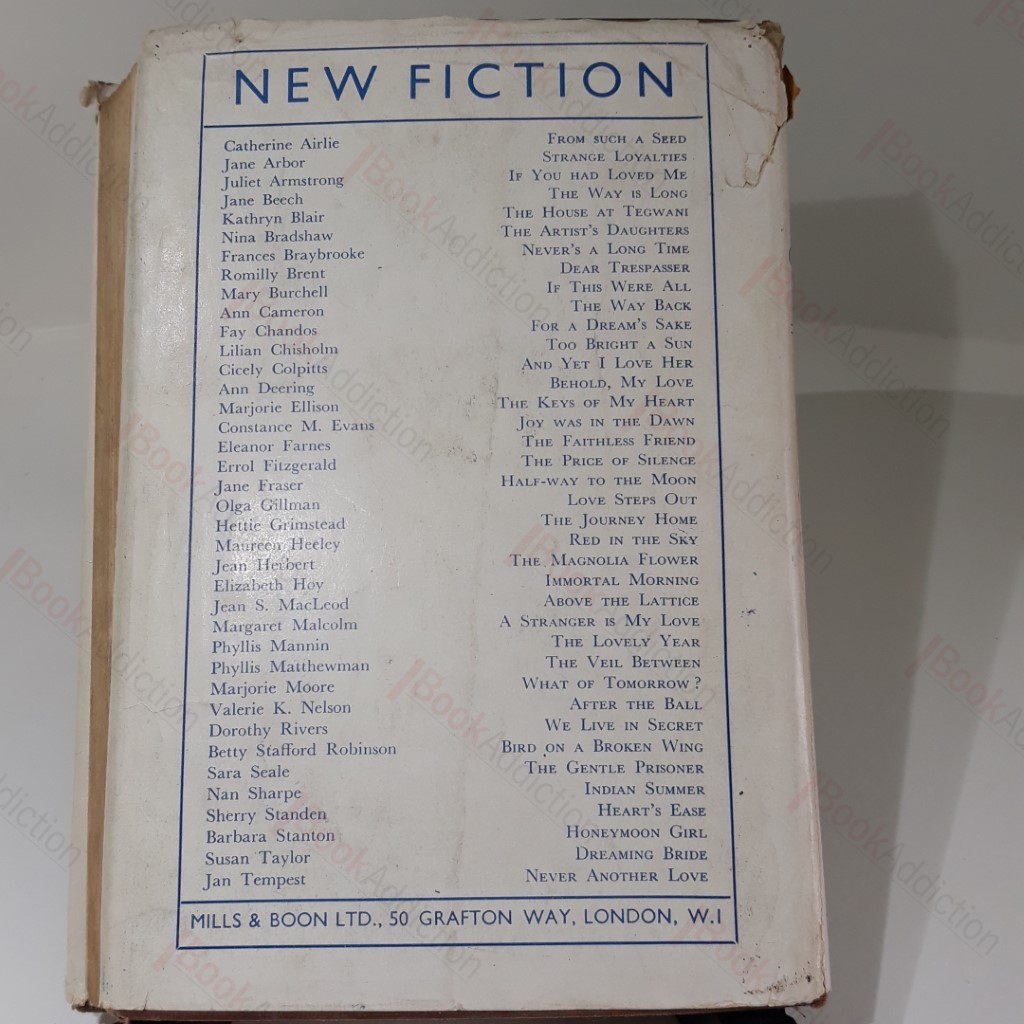 NEW FICTION
Catherine Airlie FROM SUCH A SEED
Jane Arbor STRANGE LOYALTIES
Juliet Armstrong IF YOU HAD LOVED ME
Jane Beech THE WAY IS LONG
Kathryn Blair THE HOUSE AT TEGWANI
Nina Bradshaw THE ARTIST'S DAUGHTERS
Frances Braybrooke NEVER'S A LONG TIME
Romilly Brent DEAR TRESPASSER
Mary Burchell IF THIS WERE ALL
Ann Cameron THE WAY BACK
Fay Chandos FOR A DREAM'S SAKE
Lilian Chisholm TOO BRIGHT A SUN
Cicely Colpitts AND YET I LOVE HER
Ann Deering BEHOLD, MY LOVE
Marjorie Ellison THE KEYS OF MY HEART
Constance M. Evans JOY WAS IN THE DAWN
Eleanor Farnes THE FAITHLESS FRIEND
Errol Fitzgerald THE PRICE OF SILENCE
Jane Fraser HALF-WAY TO THE MOON
Olga Gillman LOVE STEPS OUT
Hettie Grimstead THE JOURNEY HOME
Maureen Heeley RED IN THE SKY
Jean Herbert THE MAGNOLIA FLOWER
Elizabeth Hoy IMMORTAL MORNING
Jean S. MacLeod ABOVE THE LATTICE
Margaret Malcolm A STRANGER IS MY LOVE
Phyllis Mannin THE LOVELY YEAR
Phyllis Matthewman THE VEIL BETWEEN
Marjorie Moore WHAT OF TOMORROW?
Valerie K. Nelson AFTER THE BALL
Dorothy Rivers WE LIVE IN SECRET
Betty Stafford Robinson BIRD ON A BROKEN WING
Sara Seale THE GENTLE PRISONER
Nan Sharpe INDIAN SUMMER
Sherry Standen HEART'S EASE
Barbara Stanton HONEYMOON GIRL
Susan Taylor DREAMING BRIDE
Jan Tempest NEVER ANOTHER LOVE
MILLS & BOON LTD., 50 GRAFTON WAY, LONDON, W.1
BookAddiction